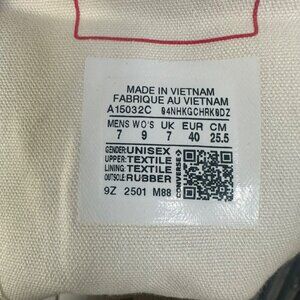 MADE IN VIETNAM
FABRIQUE AU VIETNAM
A15032C 04NHKGCHRK0DZ
MENS WO'S UK EUR CM
7 9 7 40 25.5
GENDER: UNISEX
UPPER: TEXTILE
LINING: TEXTILE
OUTSOLE: RUBBER
CONVERSE
9Z 2501 M88